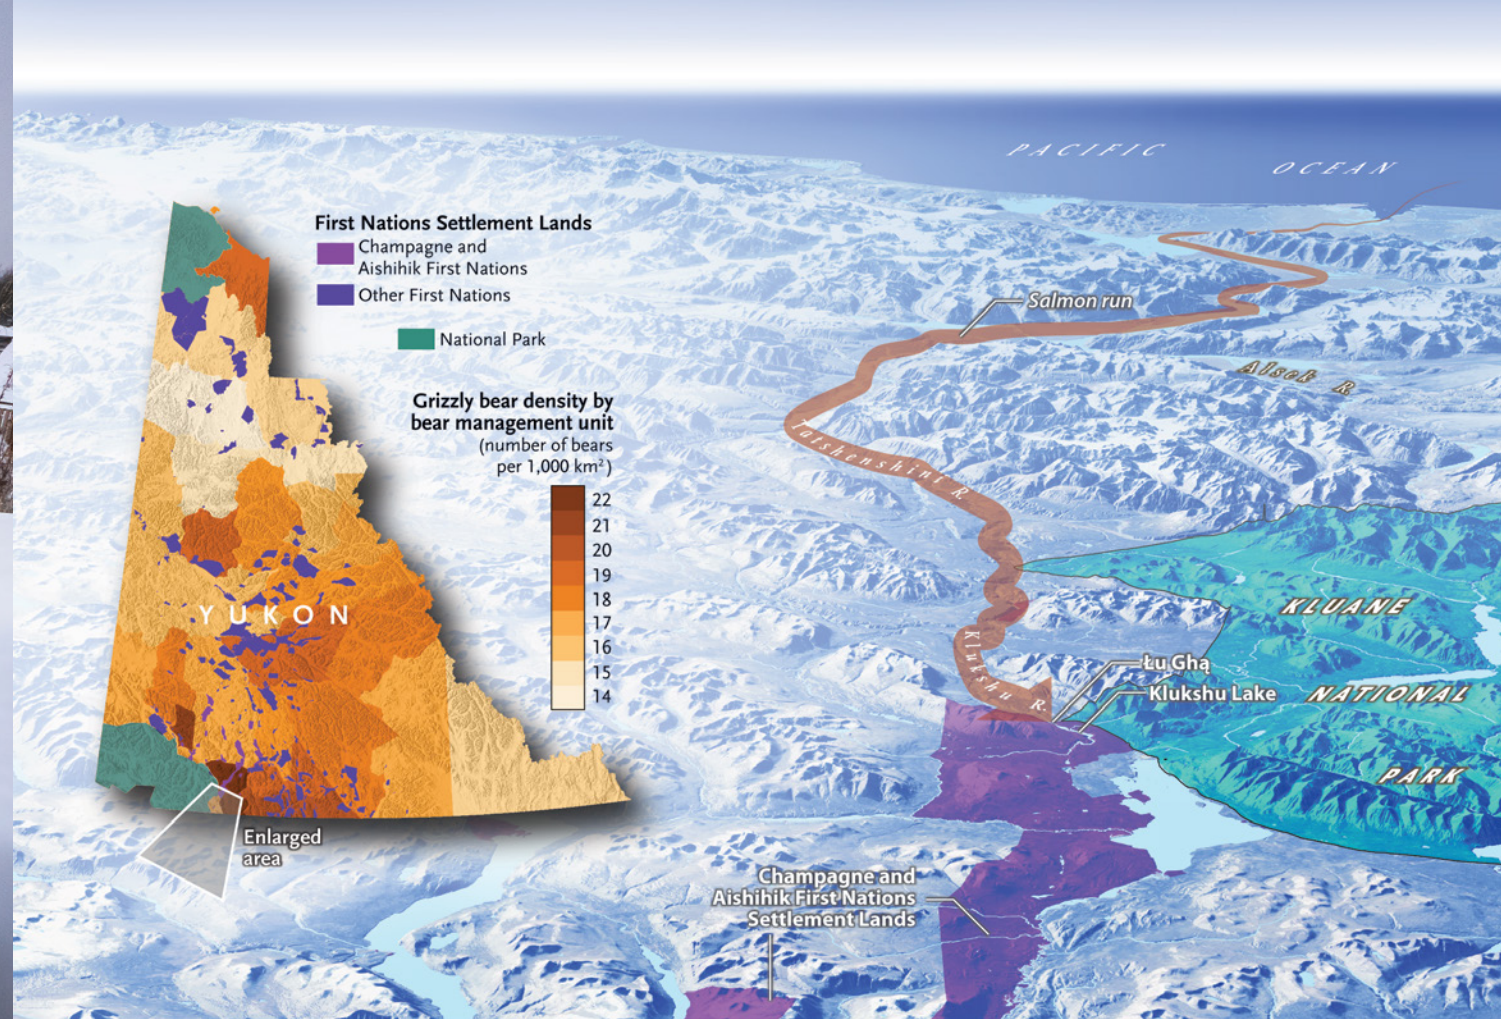 PACIFIC
OCEAN
First Nations Settlement Lands
Champagne and
Aishihik First Nations
Other First Nations
National Park
Salmon run
Alsek R.
Grizzly bear density by
bear management unit
(number of bears
per 1,000 km²)
22
21
20
19
18
17
16
15
14
Tatshenshini R.
YUKON
KLUANE
NATIONAL
PARK
Klukshu R.
Łu Ghą
Klukshu Lake
Enlarged
area
Champagne and
Aishihik First Nations
Settlement Lands